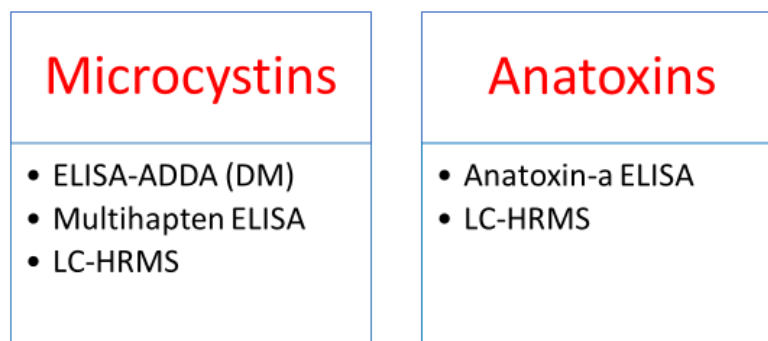 Microcystins
• ELISA-ADDA (DM)
• Multihapten ELISA
• LC-HRMS
Anatoxins
• Anatoxin-a ELISA
• LC-HRMS